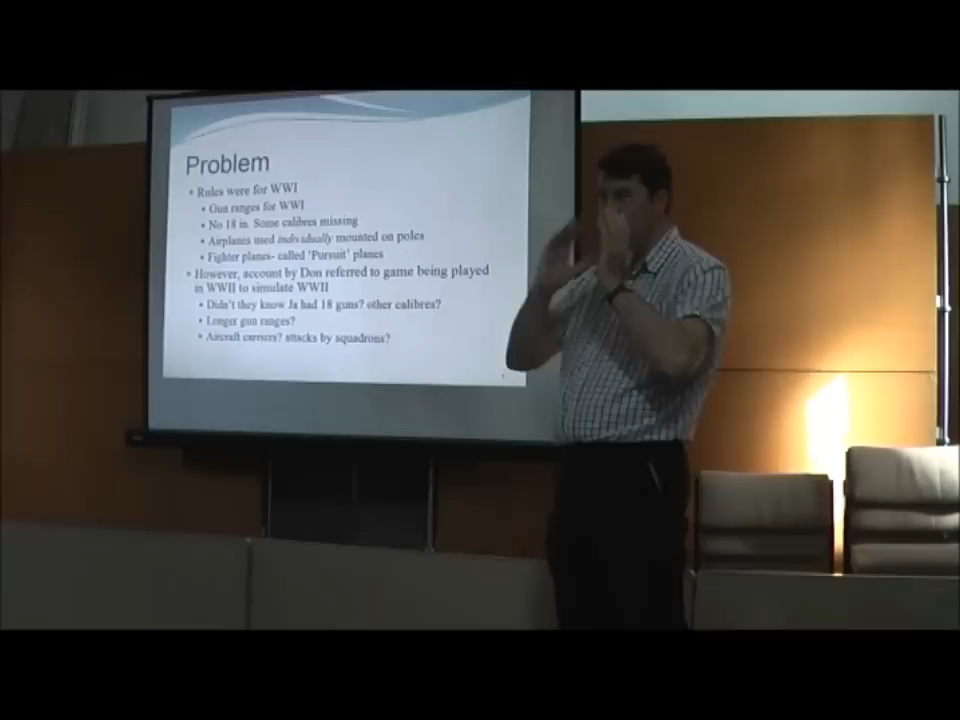 Problem
• Rules were for WWI
• Gun ranges for WWI
• No 18 in. Some calibres missing
• Airplanes used individually mounted on poles
• Fighter planes- called 'Pursuit' planes
• However, account by Don referred to game being played
in WWII to simulate WWII
• Didn't they know Ja had 18 guns? other calibres?
• Longer gun ranges?
• Aircraft carriers? attacks by squadrons?